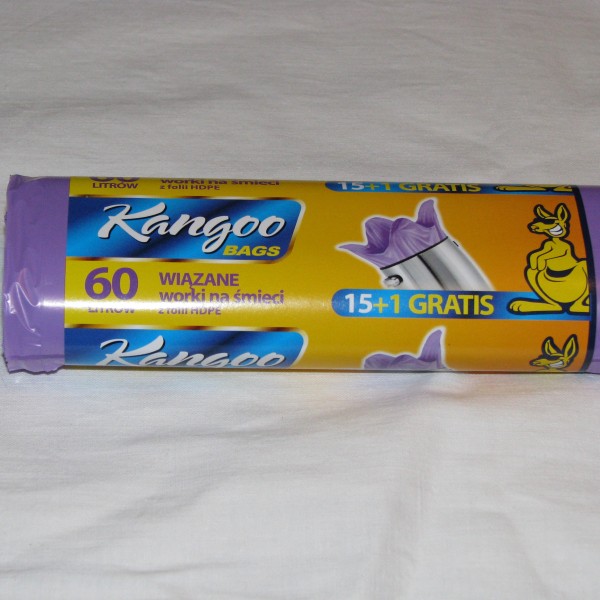 LITRÓW
worki na śmieci
z folii HDPE
15+1 GRATIS
Kangoo
BAGS
60
LITRÓW
WIĄZANE
worki na śmieci
z folii HDPE
15+1 GRATIS
Kangoo